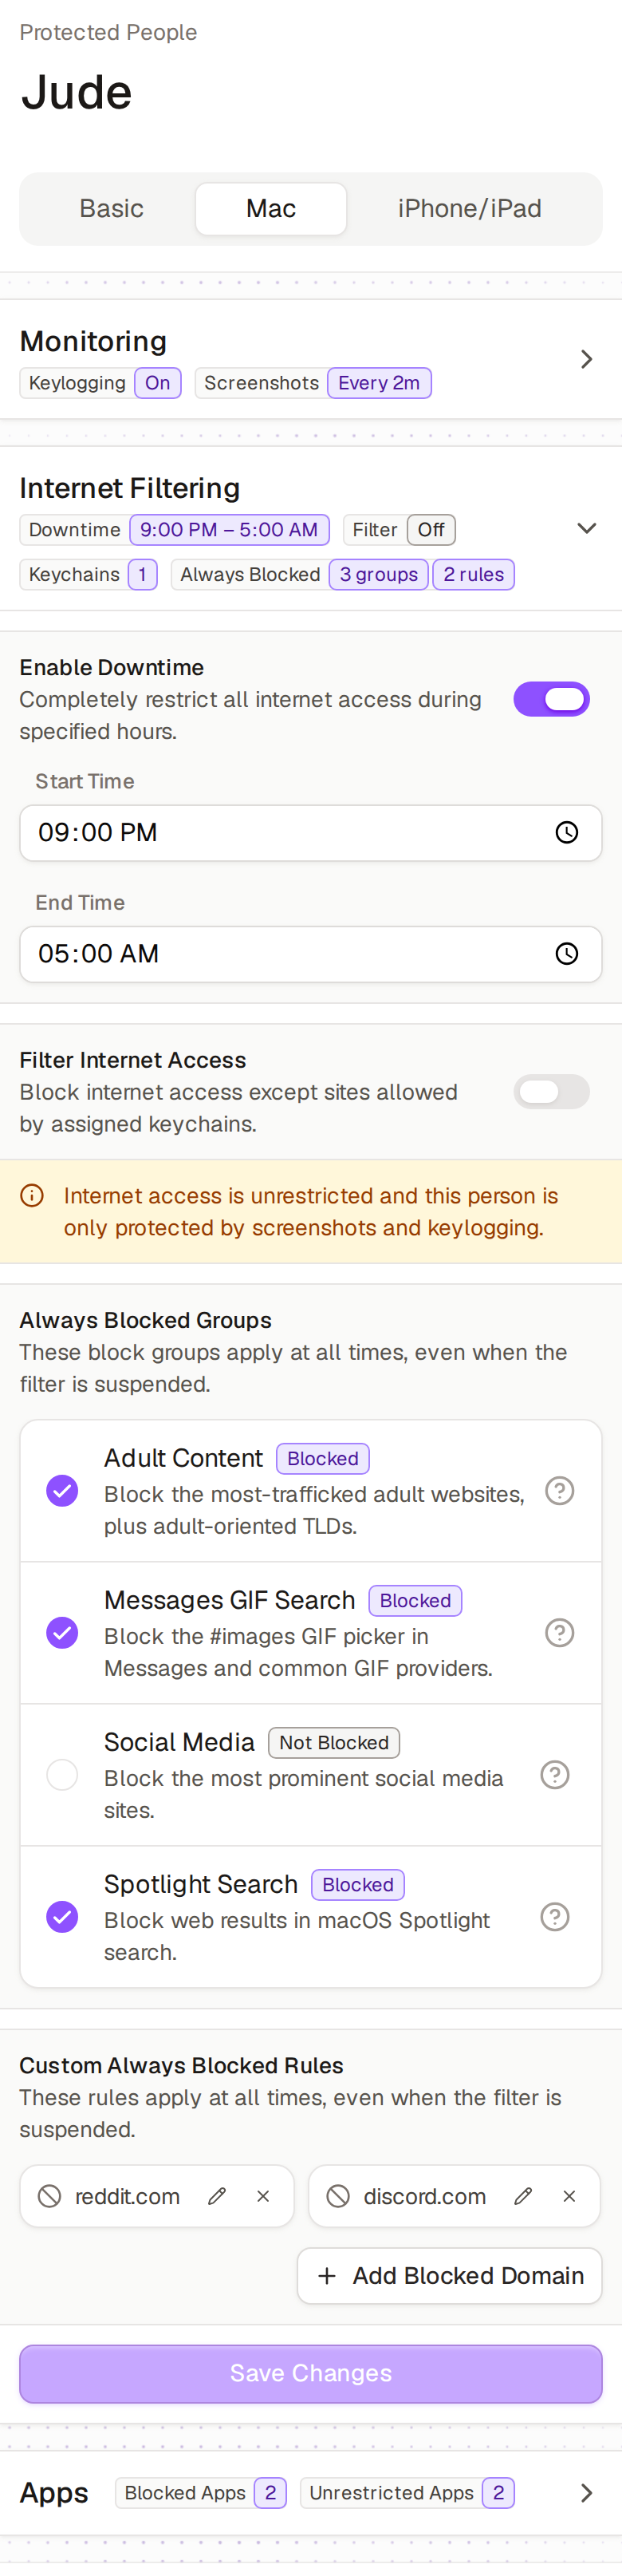 Protected People
Jude
Basic Mac iPhone/iPad
Monitoring
Keylogging On Screenshots Every 2m
Internet Filtering
Downtime 9:00 PM – 5:00 AM Filter Off
Keychains 1 Always Blocked 3 groups 2 rules
Enable Downtime
Completely restrict all internet access during
specified hours.
Start Time
09:00 PM
End Time
05:00 AM
Filter Internet Access
Block internet access except sites allowed
by assigned keychains.
Internet access is unrestricted and this person is
only protected by screenshots and keylogging.
Always Blocked Groups
These block groups apply at all times, even when the
filter is suspended.
Adult Content Blocked
Block the most-trafficked adult websites,
plus adult-oriented TLDs.
Messages GIF Search Blocked
Block the #images GIF picker in
Messages and common GIF providers.
Social Media Not Blocked
Block the most prominent social media
sites.
Spotlight Search Blocked
Block web results in macOS Spotlight
search.
Custom Always Blocked Rules
These rules apply at all times, even when the filter is
suspended.
reddit.com discord.com
Add Blocked Domain
Save Changes
Apps Blocked Apps 2 Unrestricted Apps 2